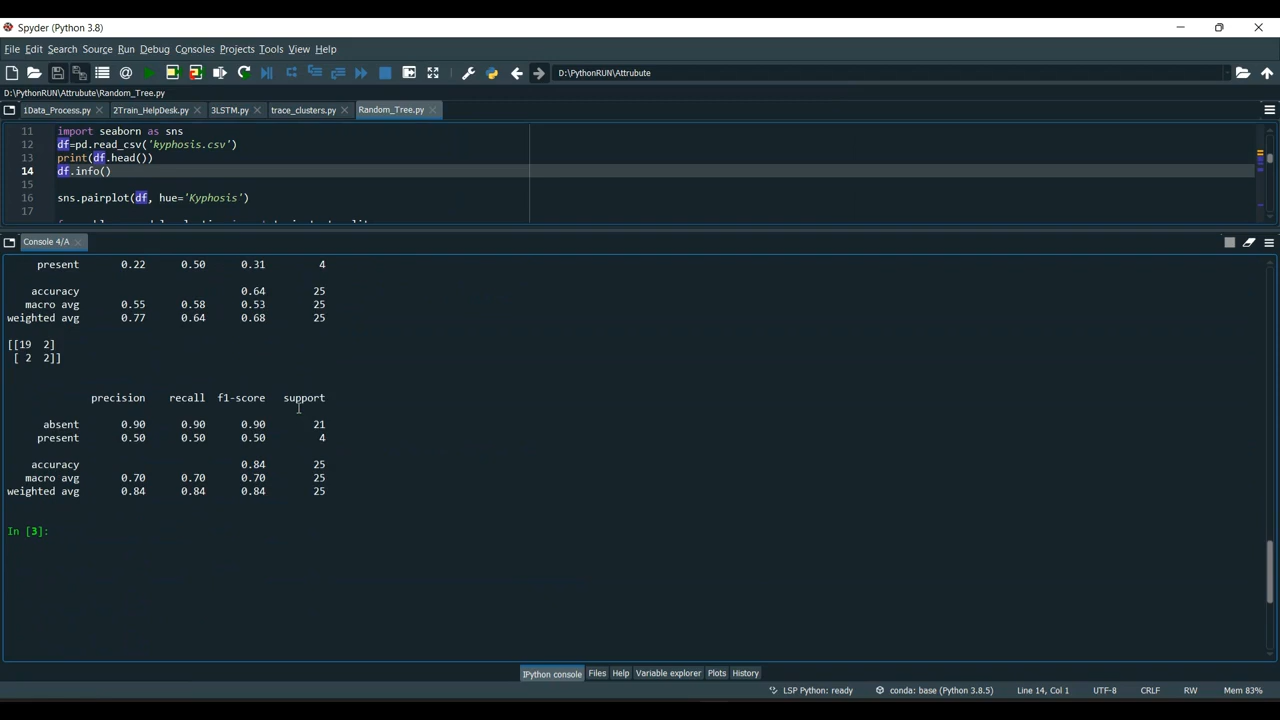 Spyder (Python 3.8)
File Edit Search Source Run Debug Consoles Projects Tools View Help
D:\PythonRUN\Attrubute
D:\PythonRUN\Attrubute\Random_Tree.py
1Data_Process.py 2Train_HelpDesk.py 3LSTM.py trace_clusters.py Random_Tree.py
11 import seaborn as sns
12 df=pd.read_csv('kyphosis.csv')
13 print(df.head())
14 df.info()
15
16 sns.pairplot(df, hue='Kyphosis')
17
Console 4/A
present 0.22 0.50 0.31 4
accuracy 0.64 25
macro avg 0.55 0.58 0.53 25
weighted avg 0.77 0.64 0.68 25
[[19 2]
[ 2 2]]
precision recall f1-score support
absent 0.90 0.90 0.90 21
present 0.50 0.50 0.50 4
accuracy 0.84 25
macro avg 0.70 0.70 0.70 25
weighted avg 0.84 0.84 0.84 25
In [3]:
IPython console Files Help Variable explorer Plots History
LSP Python: ready conda: base (Python 3.8.5) Line 14, Col 1 UTF-8 CRLF RW Mem 83%